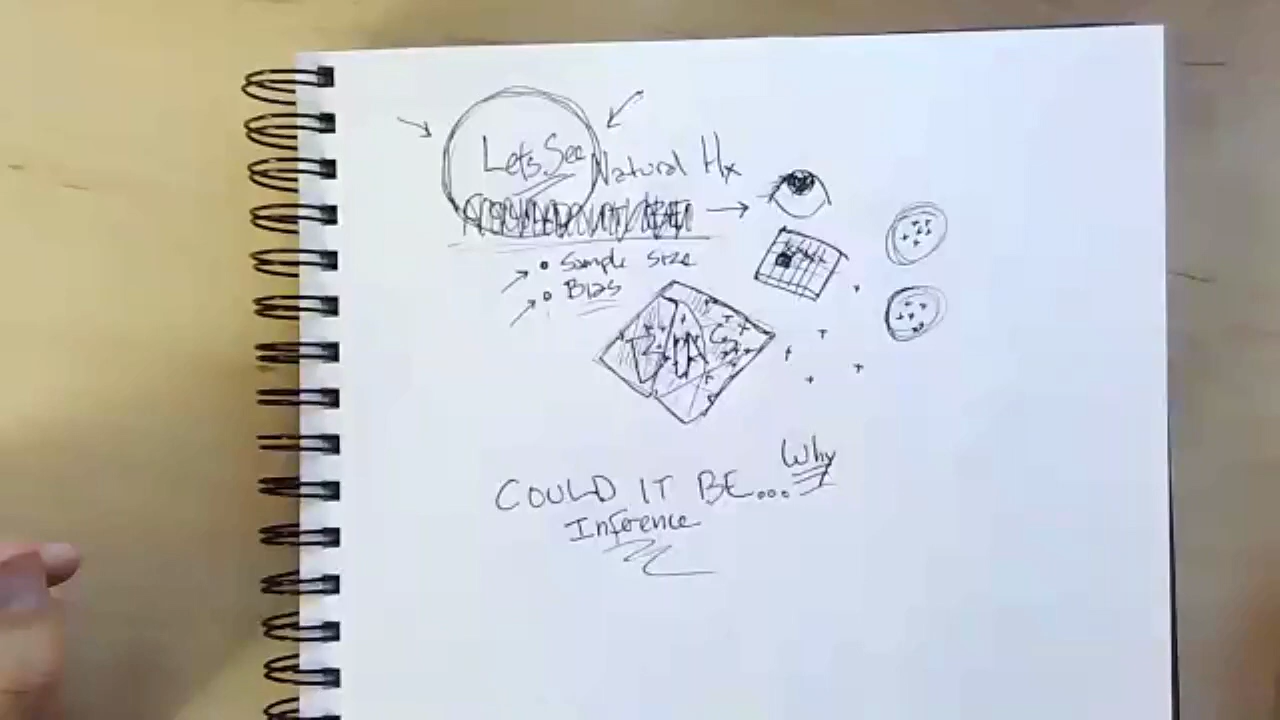 Lets See
Natural Hx
• Sample Size
• Bias
Why
COULD IT BE...
Inference